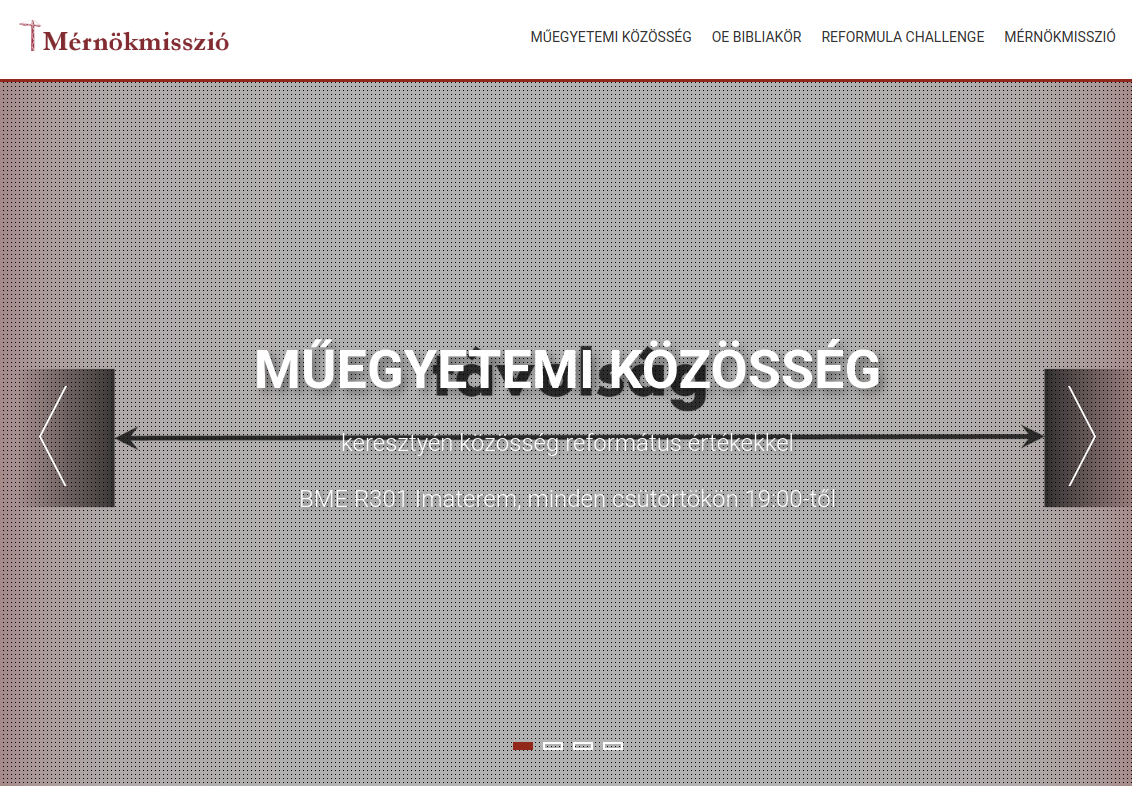 Mérnökmisszió
MŰEGYETEMI KÖZÖSSÉG OE BIBLIAKÖR REFORMULA CHALLENGE MÉRNÖKMISSZIÓ
távolság
MŰEGYETEMI KÖZÖSSÉG
keresztyén közösség református értékekkel
BME R301 Imaterem, minden csütörtökön 19:00-től